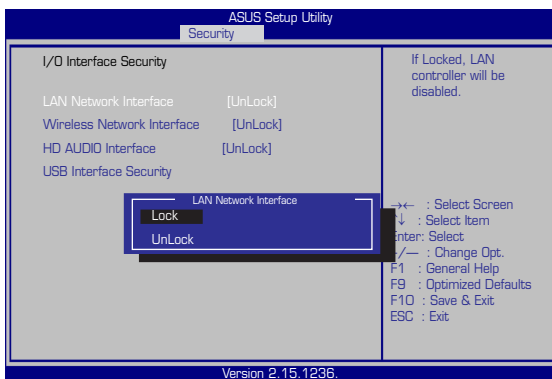 ASUS Setup Utility
Security
I/O Interface Security
LAN Network Interface [UnLock]
Wireless Network Interface [UnLock]
HD AUDIO Interface [UnLock]
USB Interface Security
If Locked, LAN
controller will be
disabled.
LAN Network Interface
Lock
UnLock
→← : Select Screen
↓ : Select Item
Enter: Select
/— : Change Opt.
F1 : General Help
F9 : Optimized Defaults
F10 : Save & Exit
ESC : Exit
Version 2.15.1236.